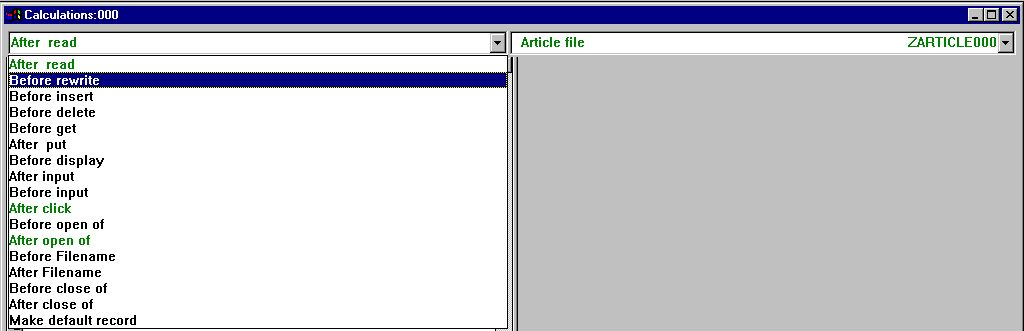 Calculations:000
After read
Article file ZARTICLE000
After read
Before rewrite
Before insert
Before delete
Before get
After put
Before display
After input
Before input
After click
Before open of
After open of
Before Filename
After Filename
Before close of
After close of
Make default record